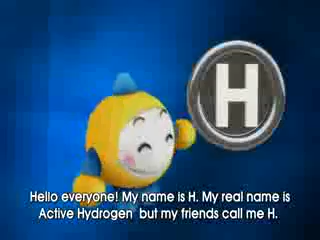 H
Hello everyone! My name is H. My real name is
Active Hydrogen but my friends call me H.